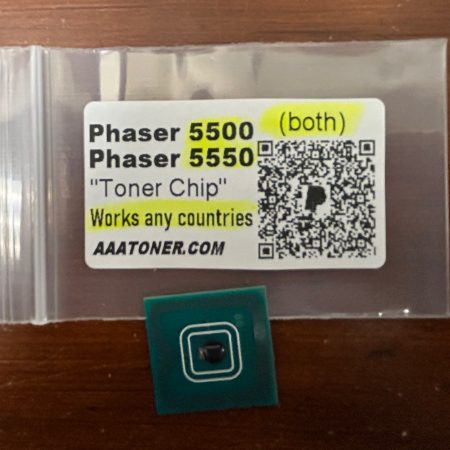 Phaser 5500 (both)
Phaser 5550
"Toner Chip"
Works any countries
AAATONER.COM